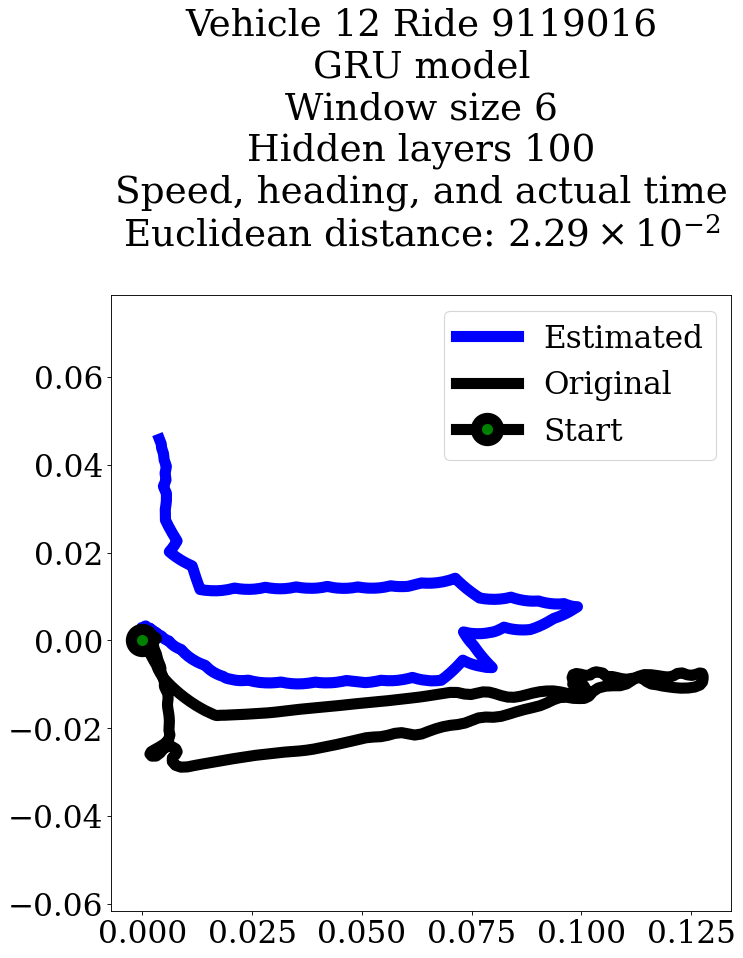 Vehicle 12 Ride 9119016
GRU model
Window size 6
Hidden layers 100
Speed, heading, and actual time
Euclidean distance: 2.29 × 10⁻²
Estimated
Original
Start
0.06
0.04
0.02
0.00
−0.02
−0.04
−0.06
0.000 0.025 0.050 0.075 0.100 0.125